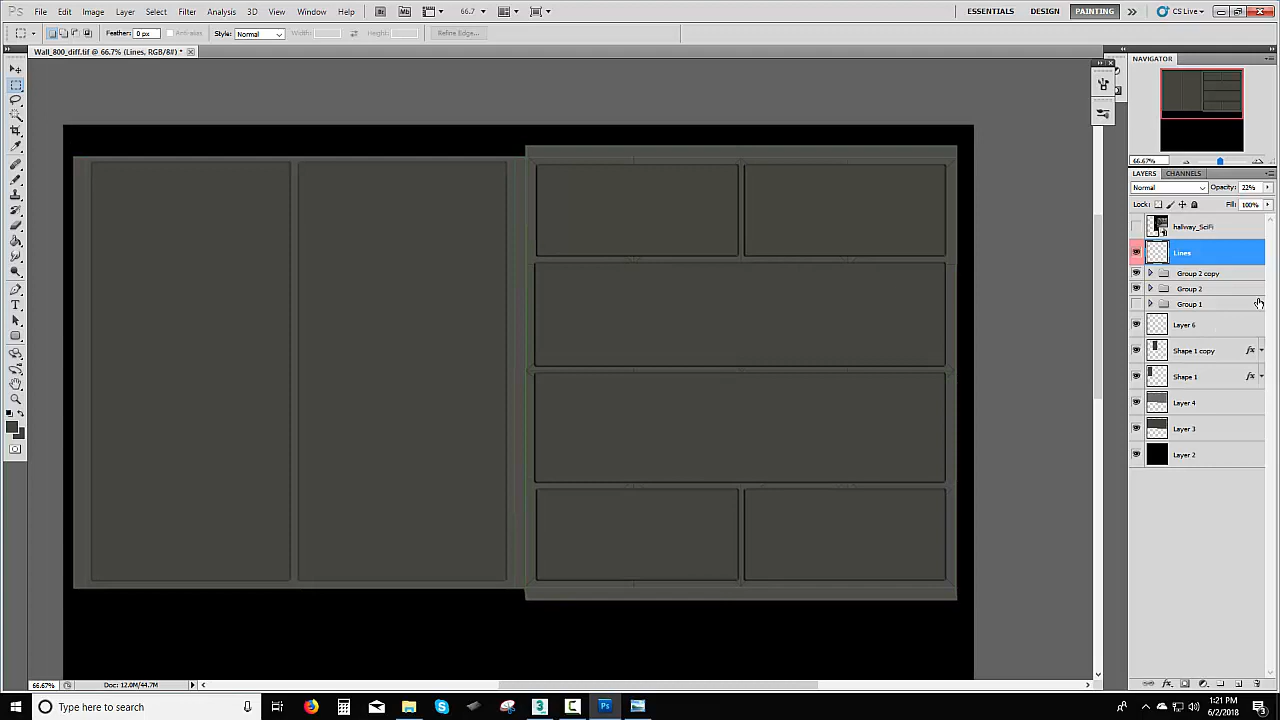 Ps File Edit Image Layer Select Filter Analysis 3D View Window Help Br Mb 66.7 ESSENTIALS DESIGN PAINTING CS Live
Feather: 0 px Anti-alias Style: Normal Width: Height: Refine Edge...
Wall_800_diff.tif @ 66.7% (Lines, RGB/8#) *
NAVIGATOR
66.67%
LAYERS CHANNELS
Normal Opacity: 22%
Lock: Fill: 100%
hallway_SciFi
Lines
Group 2 copy
Group 2
Group 1
Layer 6
Shape 1 copy fx
Shape 1 fx
Layer 4
Layer 3
Layer 2
66.67% Doc: 12.0M/44.7M
Type here to search
1:21 PM
6/2/2018